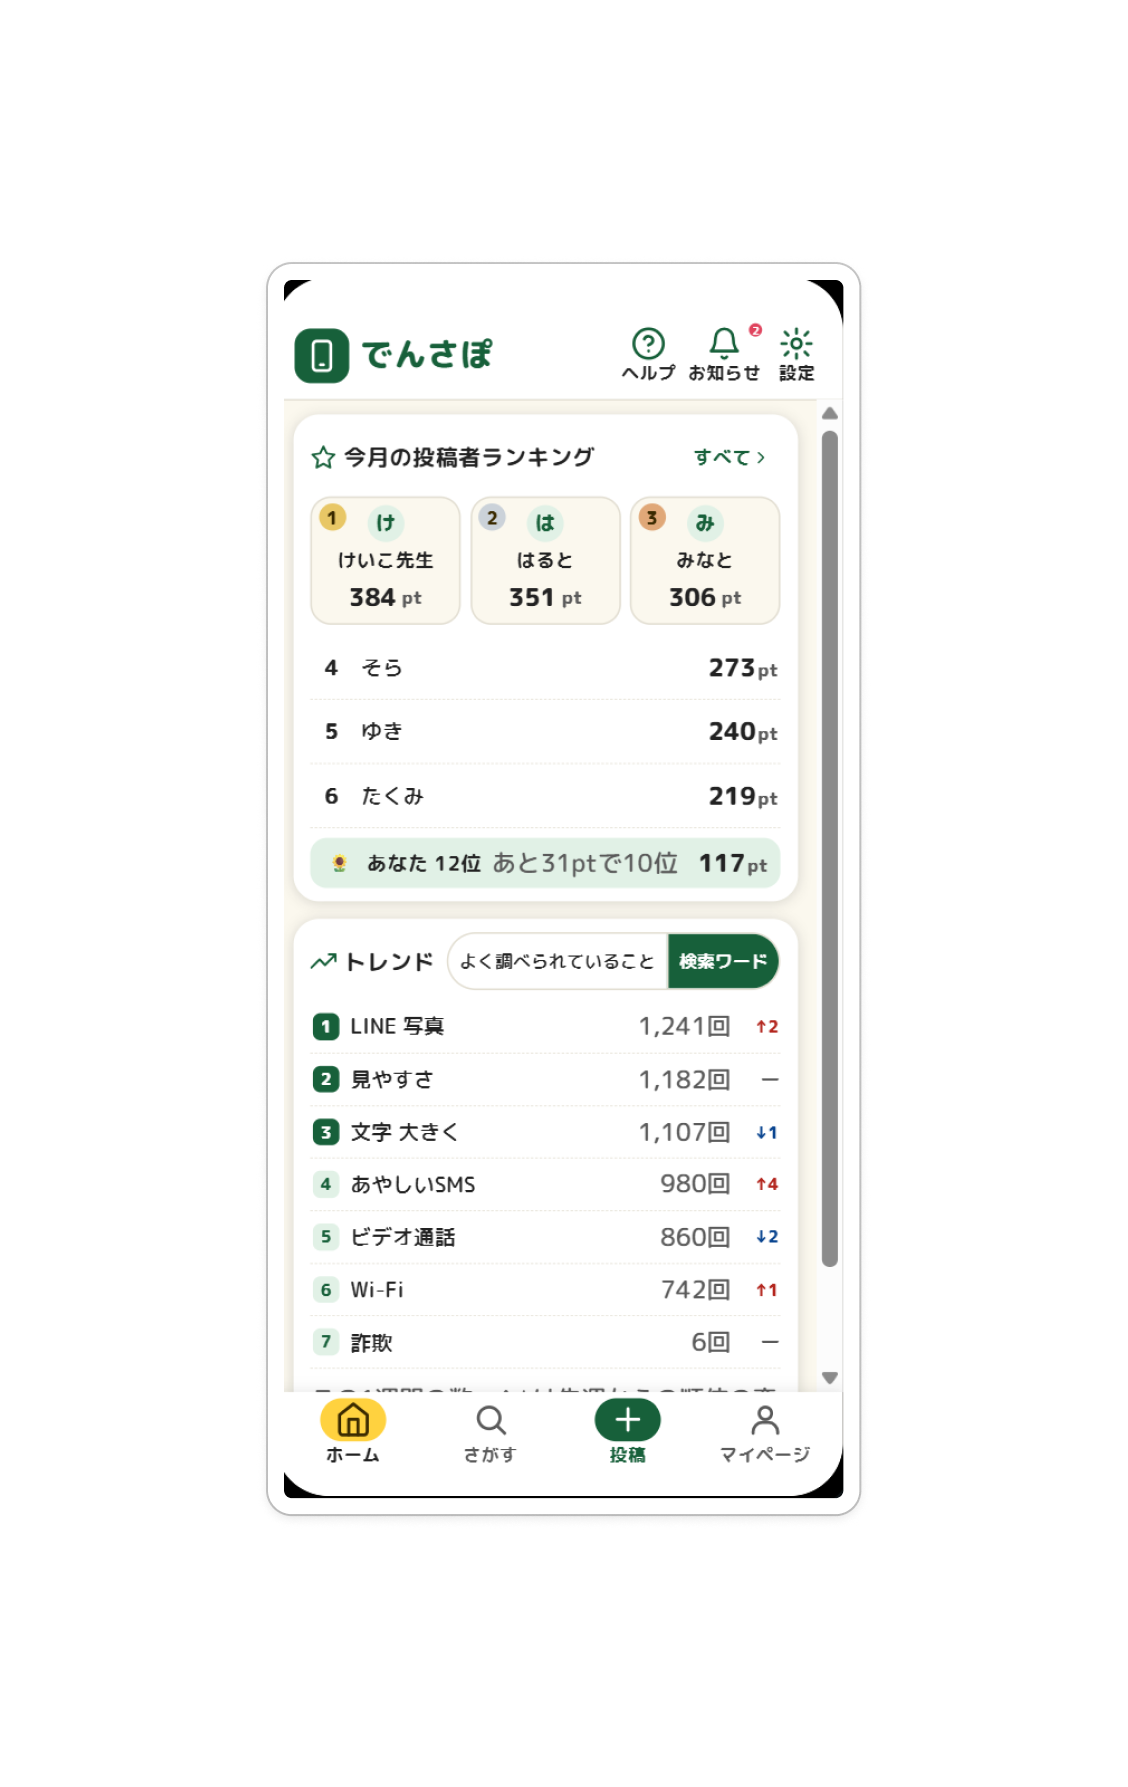 でんさぽ
ヘルプ お知らせ 2 設定
今月の投稿者ランキング すべて
1 け 2 は 3 み
けいこ先生 はると みなと
384 pt 351 pt 306 pt
4 そら 273pt
5 ゆき 240pt
6 たくみ 219pt
あなた 12位 あと31ptで10位 117pt
トレンド よく調べられていること 検索ワード
1 LINE 写真 1,241回 ↑2
2 見やすさ 1,182回 –
3 文字 大きく 1,107回 ↓1
4 あやしいSMS 980回 ↑4
5 ビデオ通話 860回 ↓2
6 Wi-Fi 742回 ↑1
7 詐欺 6回 –
ホーム さがす 投稿 マイページ